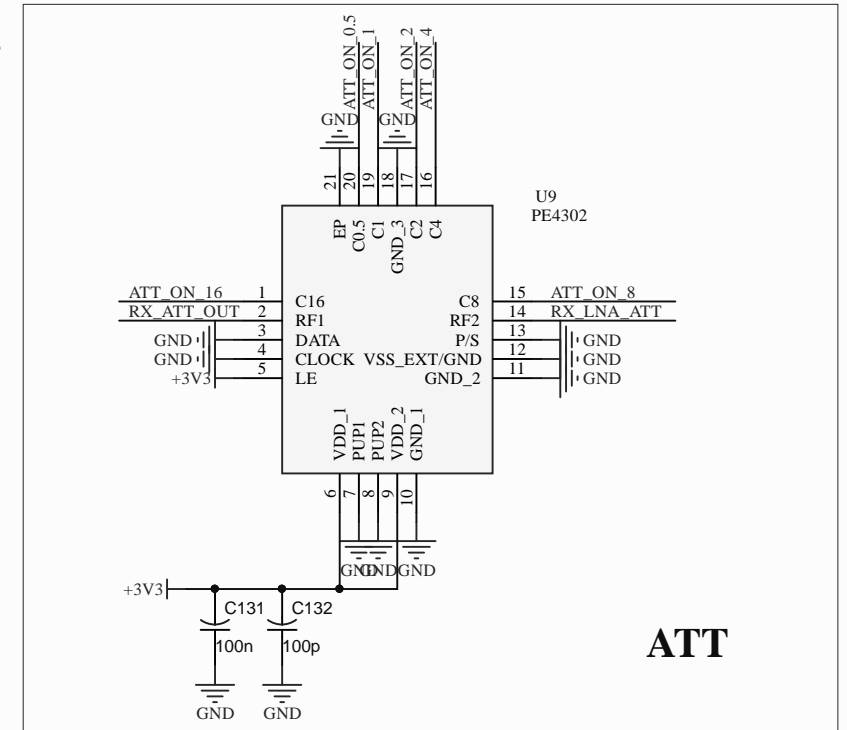 ATT_ON_0.5
ATT_ON_1
ATT_ON_2
ATT_ON_4
GND
GND
21
20
19
18
17
16
U9
PE4302
EP
C0.5
C1
GND_3
C2
C4
ATT_ON_16 1 C16
RX_ATT_OUT 2 RF1
GND 3 DATA
GND 4 CLOCK
+3V3 5 LE
C8 15 ATT_ON_8
RF2 14 RX_LNA_ATT
P/S 13 GND
VSS_EXT/GND 12 GND
GND_2 11 GND
VDD_1
PUP1
PUP2
VDD_2
GND_1
6
7
8
9
10
GND
GND
GND
+3V3
C131
100n
C132
100p
GND
GND
ATT